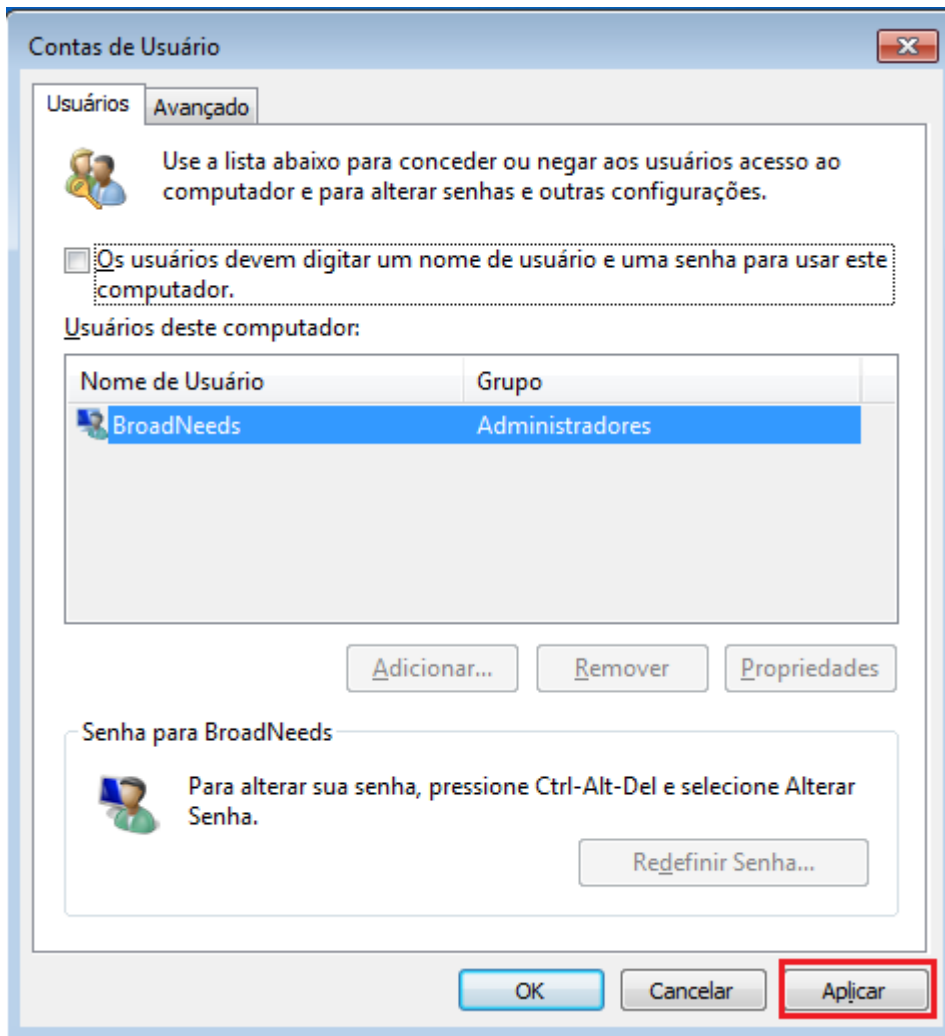 Contas de Usuário
Usuários
Avançado
Use a lista abaixo para conceder ou negar aos usuários acesso ao
computador e para alterar senhas e outras configurações.
Os usuários devem digitar um nome de usuário e uma senha para usar este
computador.
Usuários deste computador:
Nome de Usuário Grupo
BroadNeeds Administradores
Adicionar... Remover Propriedades
Senha para BroadNeeds
Para alterar sua senha, pressione Ctrl-Alt-Del e selecione Alterar
Senha.
Redefinir Senha...
OK Cancelar Aplicar